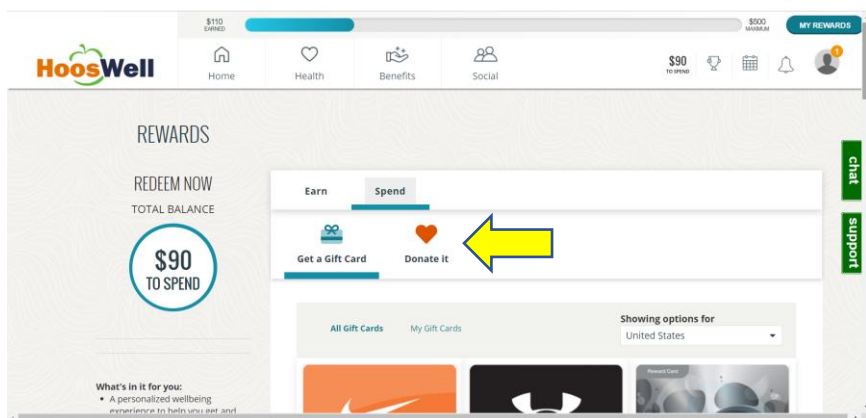 $110
EARNED
$500
MAXIMUM
MY REWARDS
HoosWell
Home
Health
Benefits
Social
$90
TO SPEND
1
REWARDS
REDEEM NOW
TOTAL BALANCE
$90
TO SPEND
What's in it for you:
• A personalized wellbeing
experience to help you get and
Earn
Spend
Get a Gift Card
Donate it
All Gift Cards
My Gift Cards
Showing options for
United States
Reward Card
chat
support